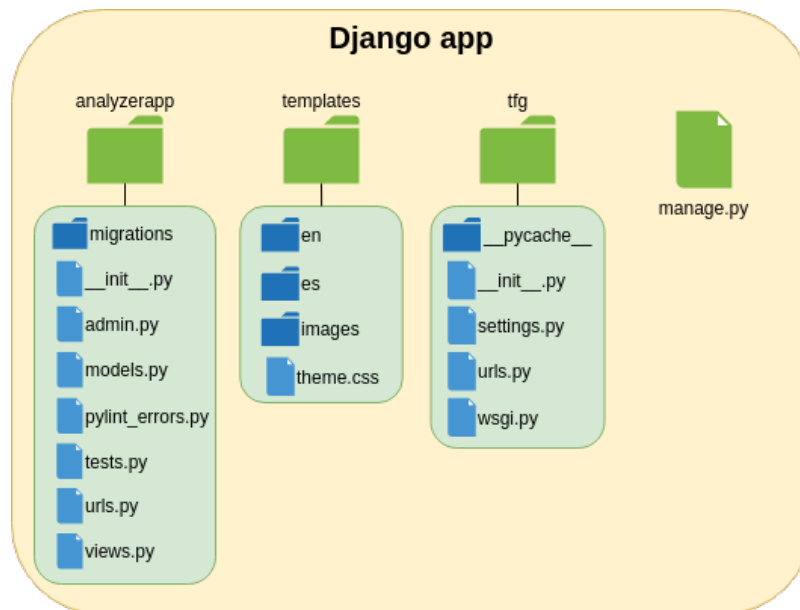 Django app
analyzerapp
migrations
__init__.py
admin.py
models.py
pylint_errors.py
tests.py
urls.py
views.py
templates
en
es
images
theme.css
tfg
__pycache__
__init__.py
settings.py
urls.py
wsgi.py
manage.py